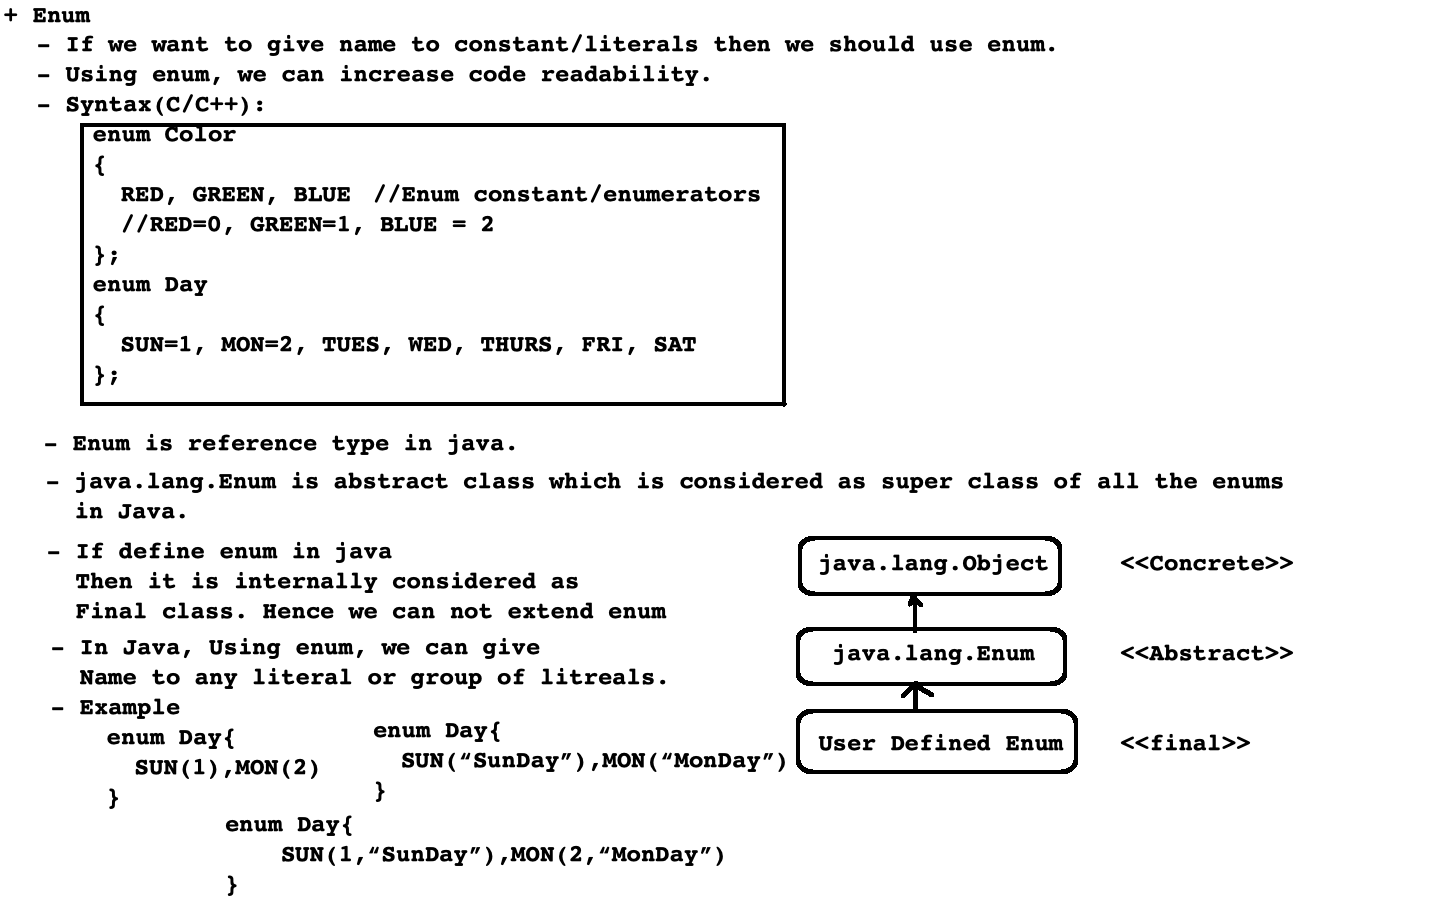 + Enum
- If we want to give name to constant/literals then we should use enum.
- Using enum, we can increase code readability.
- Syntax(C/C++):
enum Color
{
RED, GREEN, BLUE //Enum constant/enumerators
//RED=0, GREEN=1, BLUE = 2
};
enum Day
{
SUN=1, MON=2, TUES, WED, THURS, FRI, SAT
};
- Enum is reference type in java.
- java.lang.Enum is abstract class which is considered as super class of all the enums
in Java.
- If define enum in java
Then it is internally considered as
Final class. Hence we can not extend enum
- In Java, Using enum, we can give
Name to any literal or group of litreals.
- Example
enum Day{
SUN(1),MON(2)
}
enum Day{
SUN(“SunDay”),MON(“MonDay”)
}
enum Day{
SUN(1,“SunDay”),MON(2,“MonDay”)
}
java.lang.Object <<Concrete>>
java.lang.Enum <<Abstract>>
User Defined Enum <<final>>